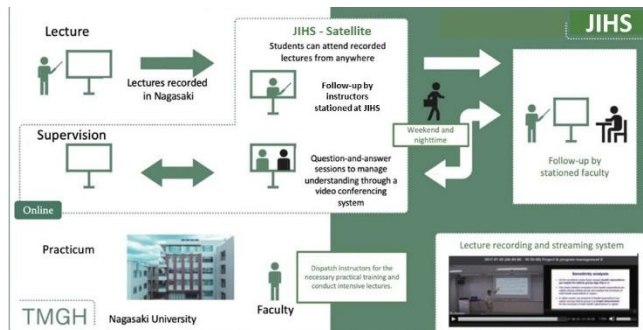 Lecture
Lectures recorded
in Nagasaki
JIHS - Satellite
Students can attend recorded
lectures from anywhere
Follow-up by
instructors
stationed at JIHS
JIHS
Weekend and
nighttime
Follow-up by
stationed faculty
Supervision
Question-and-answer
sessions to manage
understanding through a
video conferencing
system
Online
Practicum
TMGH
Nagasaki University
Faculty
Dispatch instructors for the
necessary practical training and
conduct intensive lectures.
Lecture recording and streaming system
Sensitivity analysis